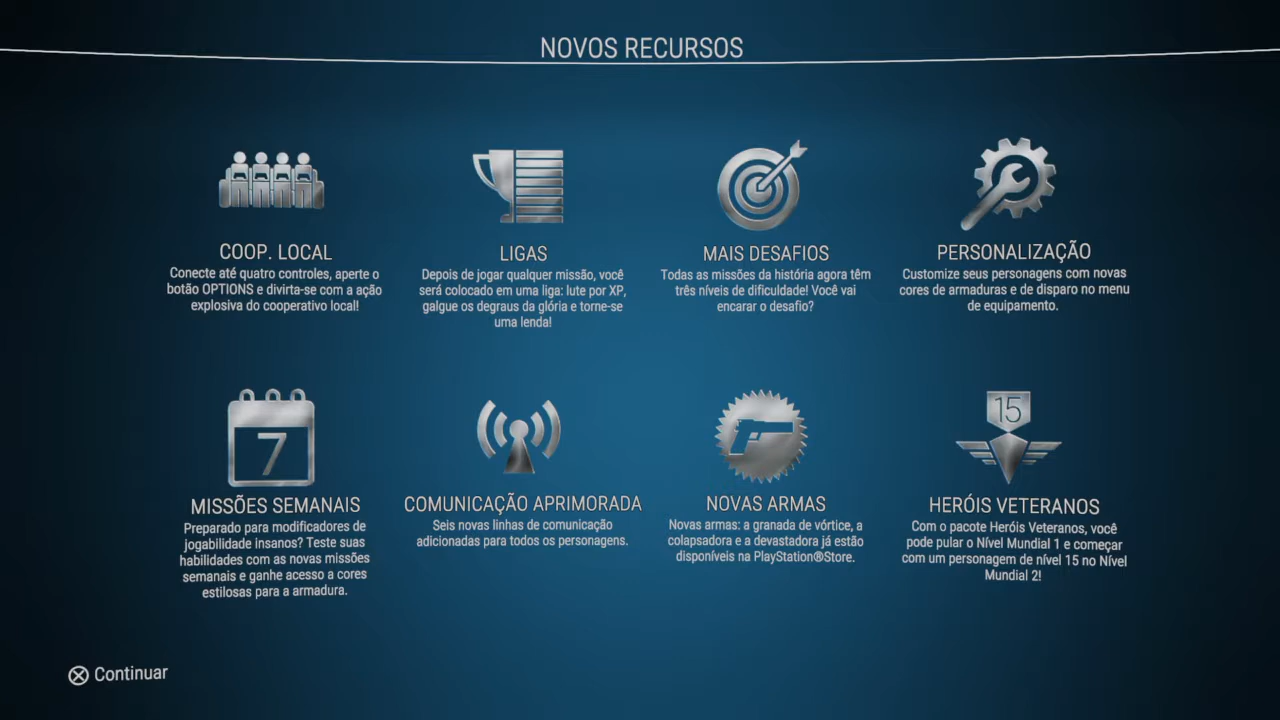 NOVOS RECURSOS
COOP. LOCAL
Conecte até quatro controles, aperte o
botão OPTIONS e divirta-se com a ação
explosiva do cooperativo local!
LIGAS
Depois de jogar qualquer missão, você
será colocado em uma liga: lute por XP,
galgue os degraus da glória e torne-se
uma lenda!
MAIS DESAFIOS
Todas as missões da história agora têm
três níveis de dificuldade! Você vai
encarar o desafio?
PERSONALIZAÇÃO
Customize seus personagens com novas
cores de armaduras e de disparo no menu
de equipamento.
7
MISSÕES SEMANAIS
Preparado para modificadores de
jogabilidade insanos? Teste suas
habilidades com as novas missões
semanais e ganhe acesso a cores
estilosas para a armadura.
COMUNICAÇÃO APRIMORADA
Seis novas linhas de comunicação
adicionadas para todos os personagens.
NOVAS ARMAS
Novas armas: a granada de vórtice, a
colapsadora e a devastadora já estão
disponíveis na PlayStation®Store.
15
HERÓIS VETERANOS
Com o pacote Heróis Veteranos, você
pode pular o Nível Mundial 1 e começar
com um personagem de nível 15 no Nível
Mundial 2!
Continuar